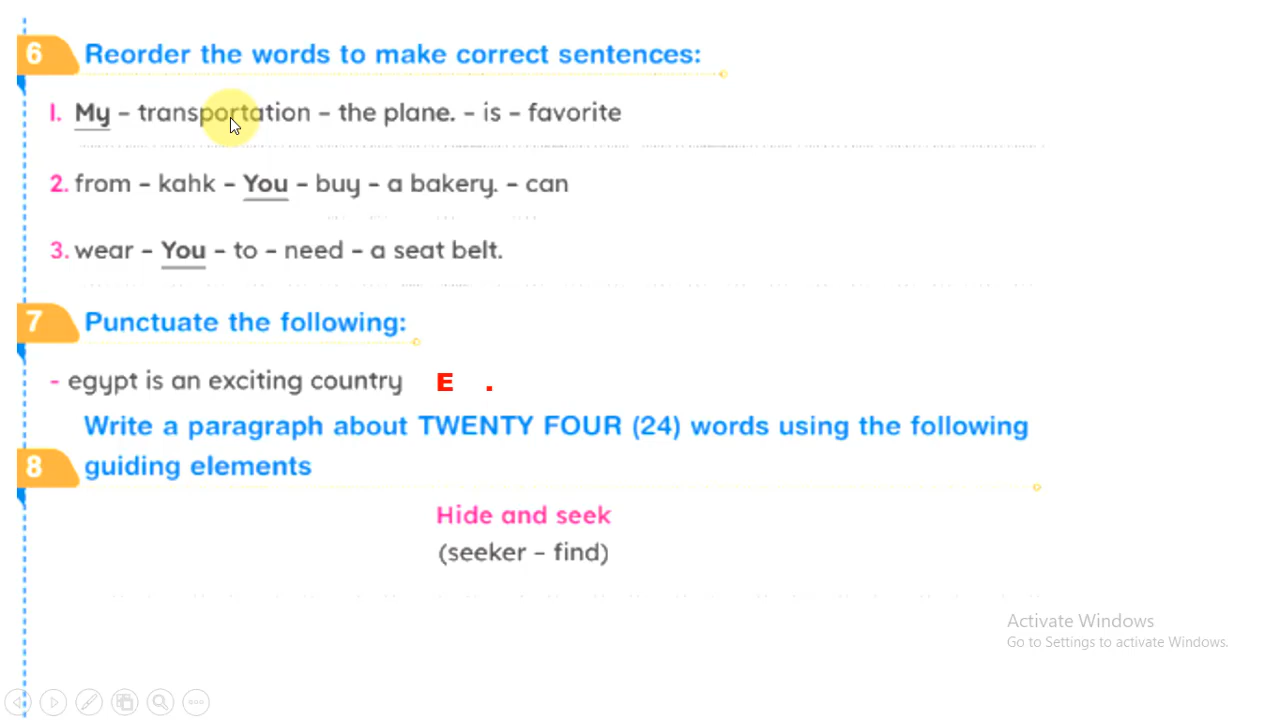 6 Reorder the words to make correct sentences:
1. My – transportation – the plane. – is – favorite
2. from – kahk – You – buy – a bakery. – can
3. wear – You – to – need – a seat belt.
7 Punctuate the following:
- egypt is an exciting country E .
Write a paragraph about TWENTY FOUR (24) words using the following
8 guiding elements
Hide and seek
(seeker – find)
Activate Windows
Go to Settings to activate Windows.